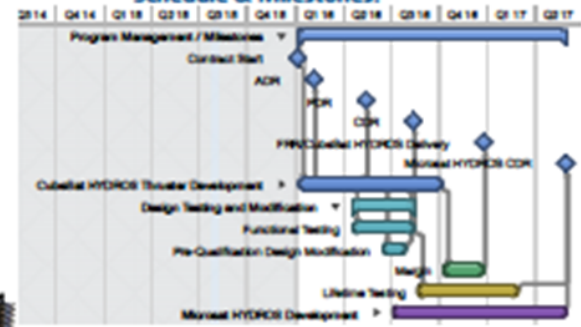 Schedule & Milestones:
Q3 14 Q4 14 Q1 15 Q2 15 Q3 15 Q4 15 Q1 16 Q2 16 Q3 16 Q4 16 Q1 17 Q2 17
Program Management / Milestones
Contract Start
ADR
PDR
CDR
FRR/CubeSat HYDROS Delivery
Microsat HYDROS CDR
CubeSat HYDROS Thruster Development
Design Testing and Modification
Functional Testing
Pre-Qualification Design Modification
Margin
Lifetime Testing
Microsat HYDROS Development